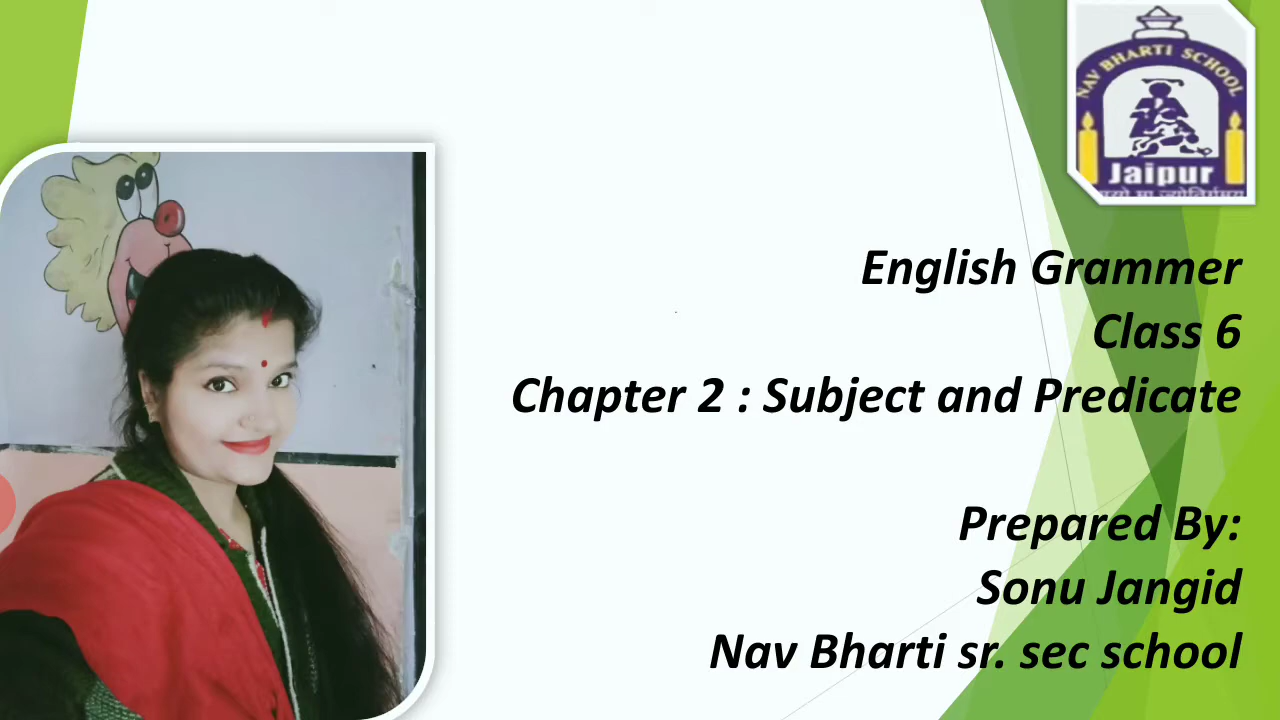 NAV BHARTI SCHOOL
Jaipur
English Grammer
Class 6
Chapter 2 : Subject and Predicate
Prepared By:
Sonu Jangid
Nav Bharti sr. sec school